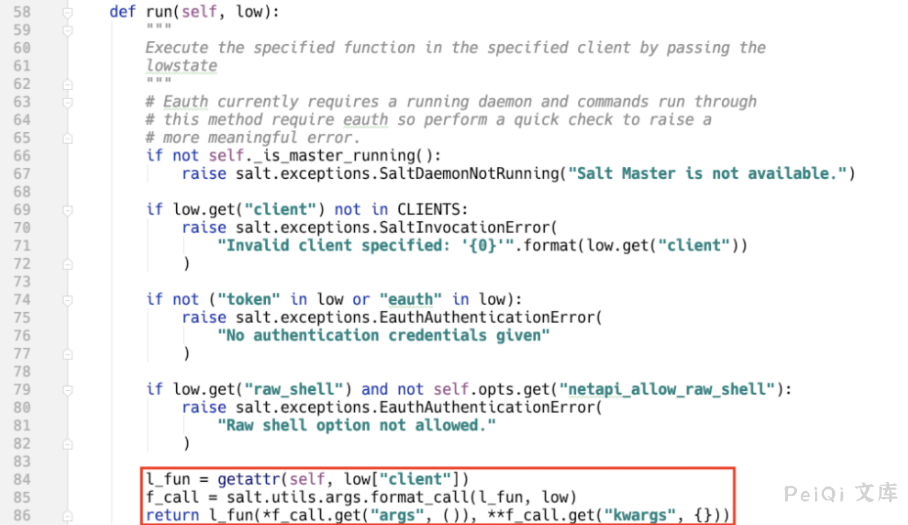 58 def run(self, low):
59 """
60 Execute the specified function in the specified client by passing the
61 lowstate
62 """
63 # Eauth currently requires a running daemon and commands run through
64 # this method require eauth so perform a quick check to raise a
65 # more meaningful error.
66 if not self._is_master_running():
67 raise salt.exceptions.SaltDaemonNotRunning("Salt Master is not available.")
68
69 if low.get("client") not in CLIENTS:
70 raise salt.exceptions.SaltInvocationError(
71 "Invalid client specified: '{0}'".format(low.get("client"))
72 )
73
74 if not ("token" in low or "eauth" in low):
75 raise salt.exceptions.EauthAuthenticationError(
76 "No authentication credentials given"
77 )
78
79 if low.get("raw_shell") and not self.opts.get("netapi_allow_raw_shell"):
80 raise salt.exceptions.EauthAuthenticationError(
81 "Raw shell option not allowed."
82 )
83
84 l_fun = getattr(self, low["client"])
85 f_call = salt.utils.args.format_call(l_fun, low)
86 return l_fun(*f_call.get("args", ()), **f_call.get("kwargs", {}))
PeiQi 文库